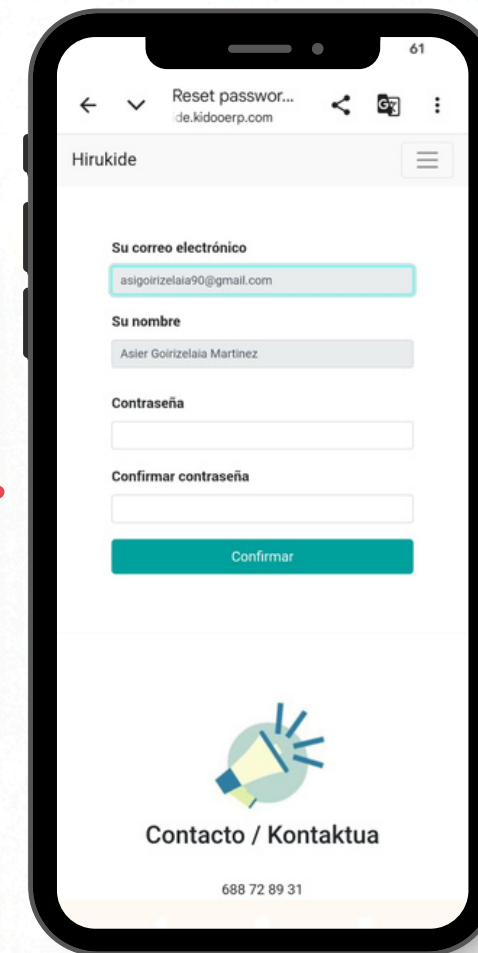 61
Reset passwor...
de.kidooerp.com
Hirukide
Su correo electrónico
asigoirizelaia90@gmail.com
Su nombre
Asier Goirizelaia Martinez
Contraseña
Confirmar contraseña
Confirmar
Contacto / Kontaktua
688 72 89 31